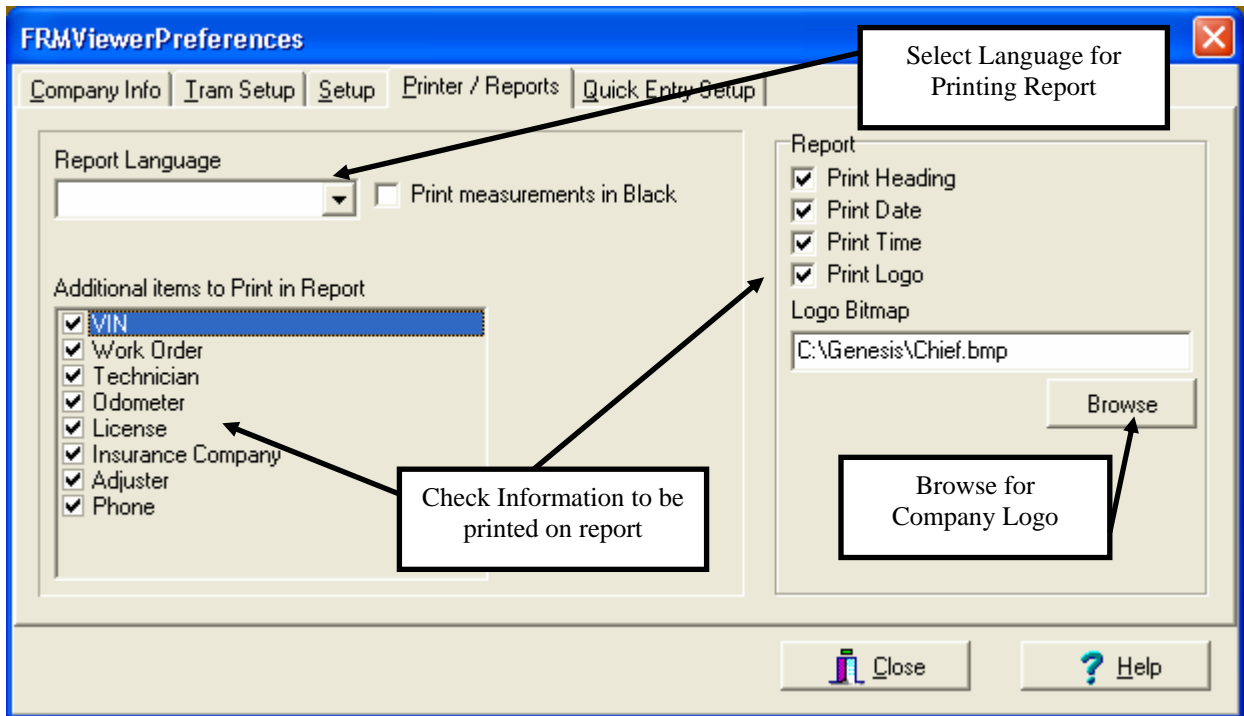 FRMViewerPreferences
Select Language for
Printing Report
Company Info
Tram Setup
Setup
Printer / Reports
Quick Entry Setup
Report Language
Print measurements in Black
Additional items to Print in Report
VIN
Work Order
Technician
Odometer
License
Insurance Company
Adjuster
Phone
Check Information to be
printed on report
Report
Print Heading
Print Date
Print Time
Print Logo
Logo Bitmap
C:\Genesis\Chief.bmp
Browse
Browse for
Company Logo
Close
? Help